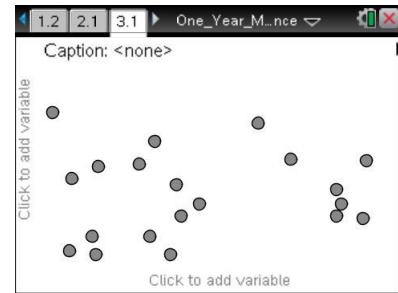 1.2 2.1 3.1 One_Year_M…nce
Caption: <none>
Click to add variable
Click to add variable